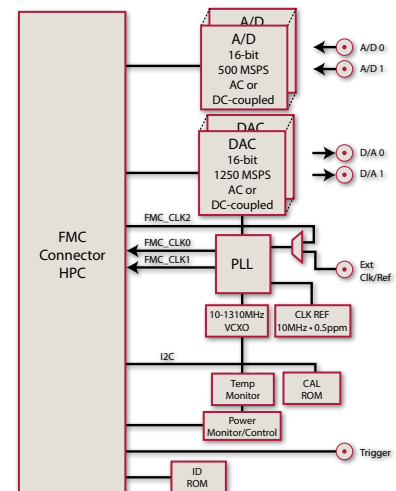 A/D
A/D
16-bit
500 MSPS
AC or
DC-coupled
A/D 0
A/D 1
DAC
DAC
16-bit
1250 MSPS
AC or
DC-coupled
D/A 0
D/A 1
FMC
Connector
HPC
FMC_CLK2
FMC_CLK0
FMC_CLK1
PLL
Ext
Clk/Ref
10-1310MHz
VCXO
CLK REF
10MHz • 0.5ppm
I2C
Temp
Monitor
CAL
ROM
Power
Monitor/Control
Trigger
ID
ROM